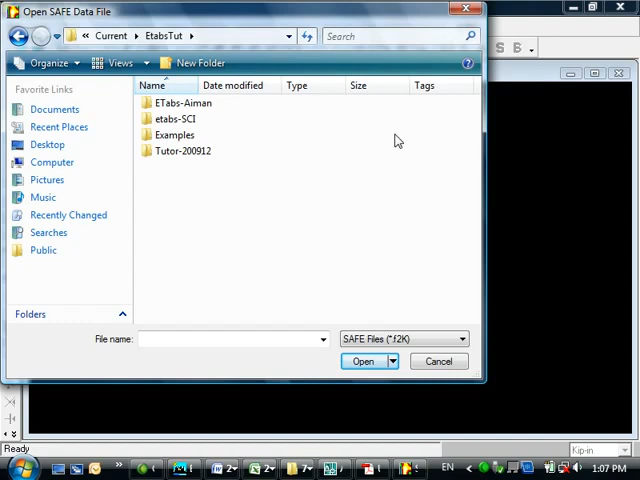 Open SAFE Data File
« Current ▸ EtabsTut ▸ Search
Organize Views New Folder
Favorite Links
Name Date modified Type Size Tags
Documents
Recent Places
Desktop
Computer
Pictures
Music
Recently Changed
Searches
Public
ETabs-Aiman
etabs-SCI
Examples
Tutor-200912
Folders
File name: SAFE Files (*.f2K)
Open Cancel
S B
Ready Kip-in
EN 1:07 PM